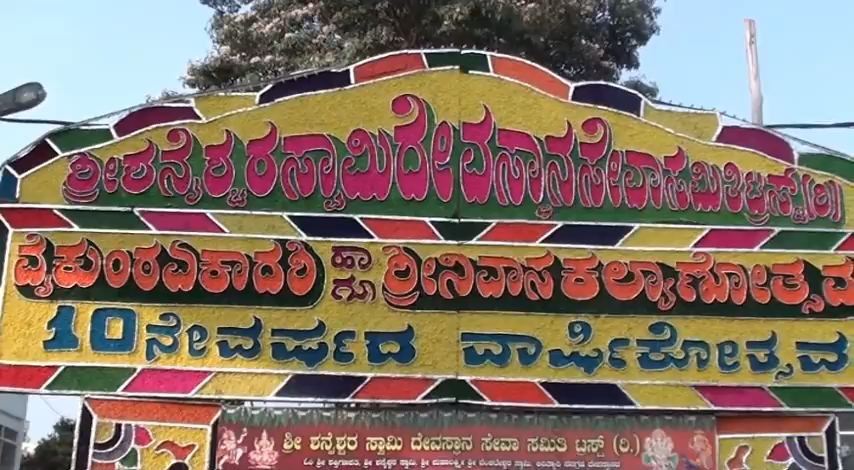 ಶ್ರೀ ಶನೈಶ್ಚರ ಸ್ವಾಮಿ ದೇವಸ್ಥಾನ ಸೇವಾ ಸಮಿತಿ ಟ್ರಸ್ಟ್ (ರಿ)
ವೈಕುಂಠ ಏಕಾದಶಿ ಹಾಗೂ ಶ್ರೀನಿವಾಸ ಕಲ್ಯಾಣೋತ್ಸವ
10 ನೇ ವರ್ಷದ ವಾರ್ಷಿಕೋತ್ಸವ
ಶ್ರೀ ಶನೈಶ್ಚರ ಸ್ವಾಮಿ ದೇವಸ್ಥಾನ ಸೇವಾ ಸಮಿತಿ ಟ್ರಸ್ಟ್ (ರಿ.)